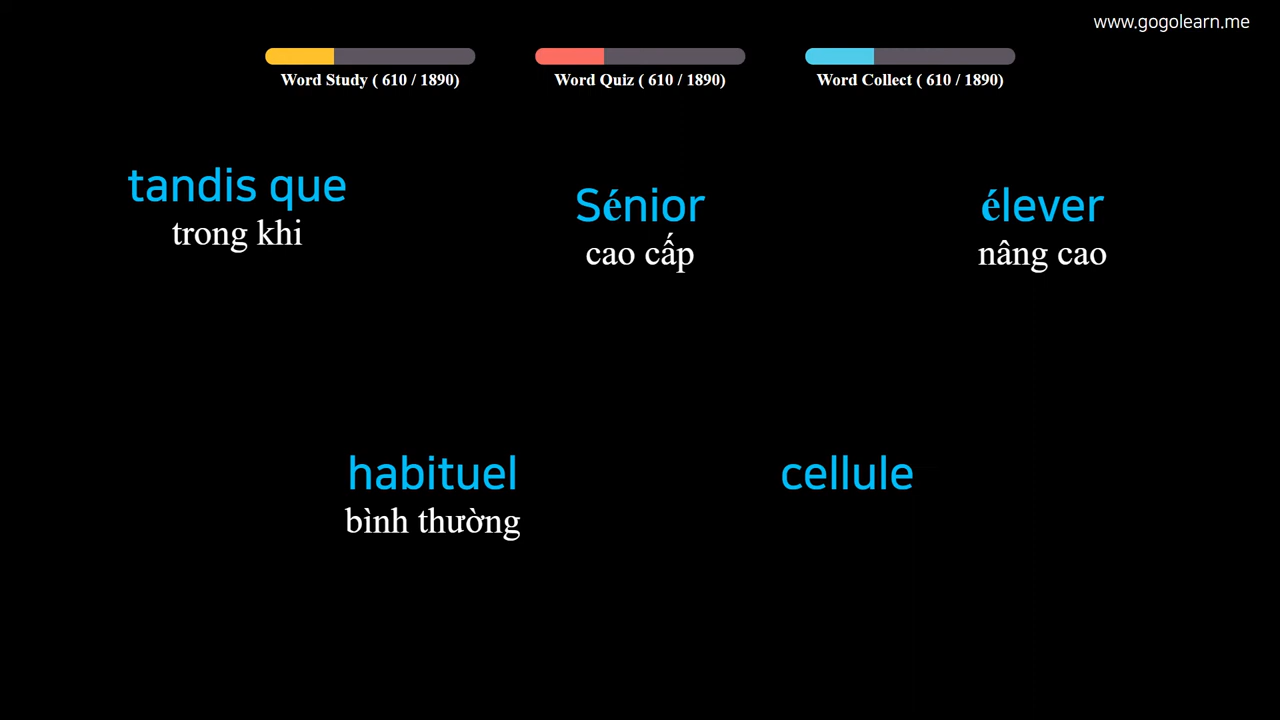 www.gogolearn.me
Word Study ( 610 / 1890)
Word Quiz ( 610 / 1890)
Word Collect ( 610 / 1890)
tandis que
trong khi
Sénior
cao cấp
élever
nâng cao
habituel
bình thường
cellule